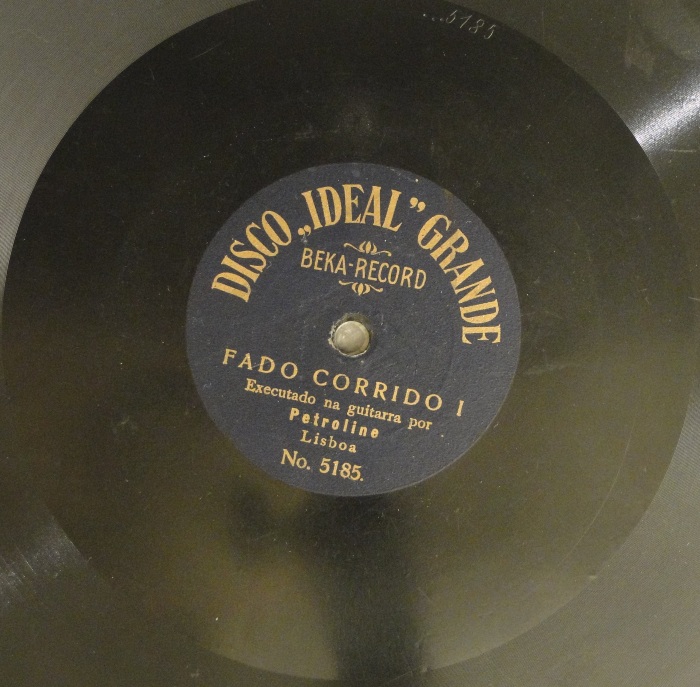 ...5185
DISCO „IDEAL” GRANDE
BEKA-RECORD
FADO CORRIDO I
Executado na guitarra por
Petroline
Lisboa
No. 5185.